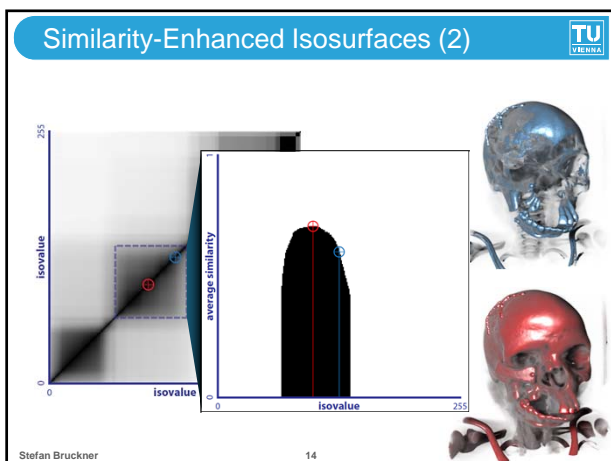 Similarity-Enhanced Isosurfaces (2)
TU
VIENNA
255
isovalue
0
isovalue
1
average similarity
0
0
isovalue
255
Stefan Bruckner
14